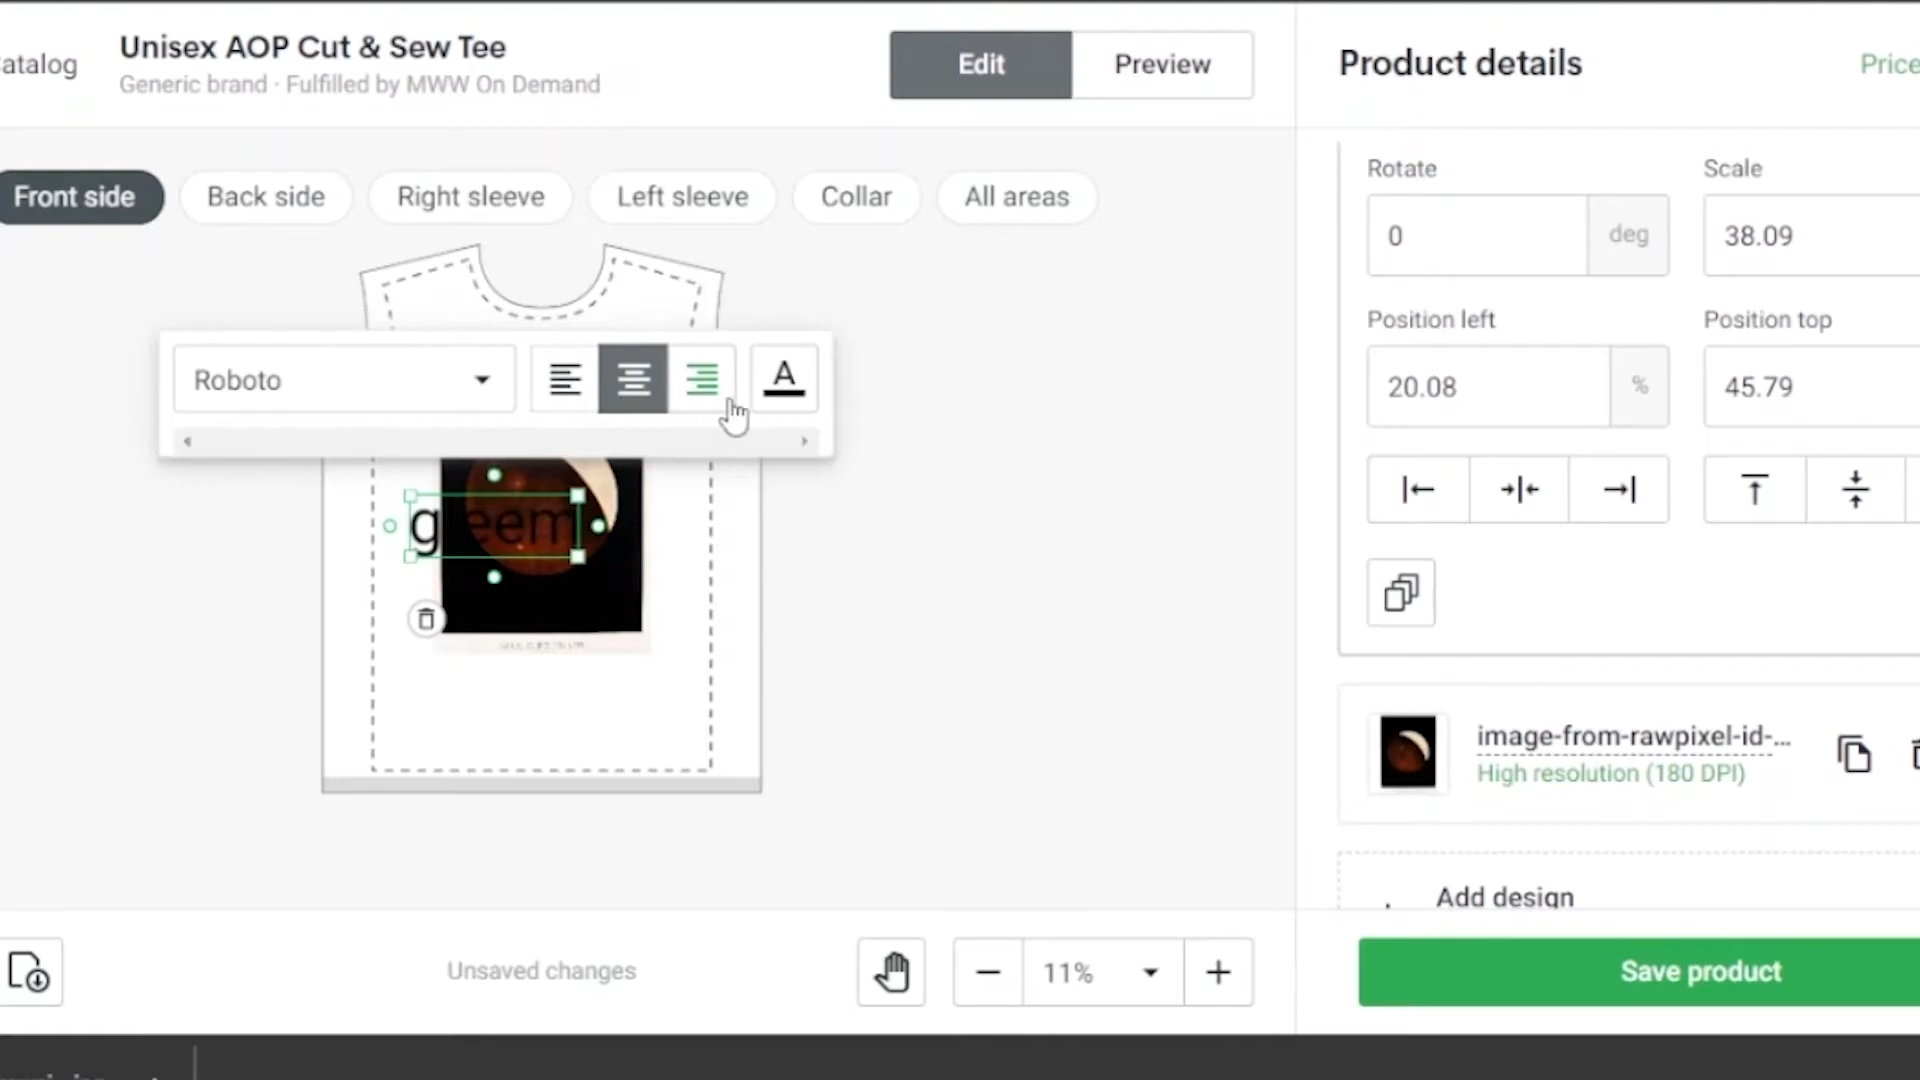 Unisex AOP Cut & Sew Tee
Generic brand · Fulfilled by MWW On Demand
Edit
Preview
Product details
Price
Front side
Back side
Right sleeve
Left sleeve
Collar
All areas
Rotate
Scale
0
deg
38.09
Position left
Position top
20.08
%
45.79
Roboto
A
image-from-rawpixel-id-...
High resolution (180 DPI)
Add design
Unsaved changes
11%
Save product